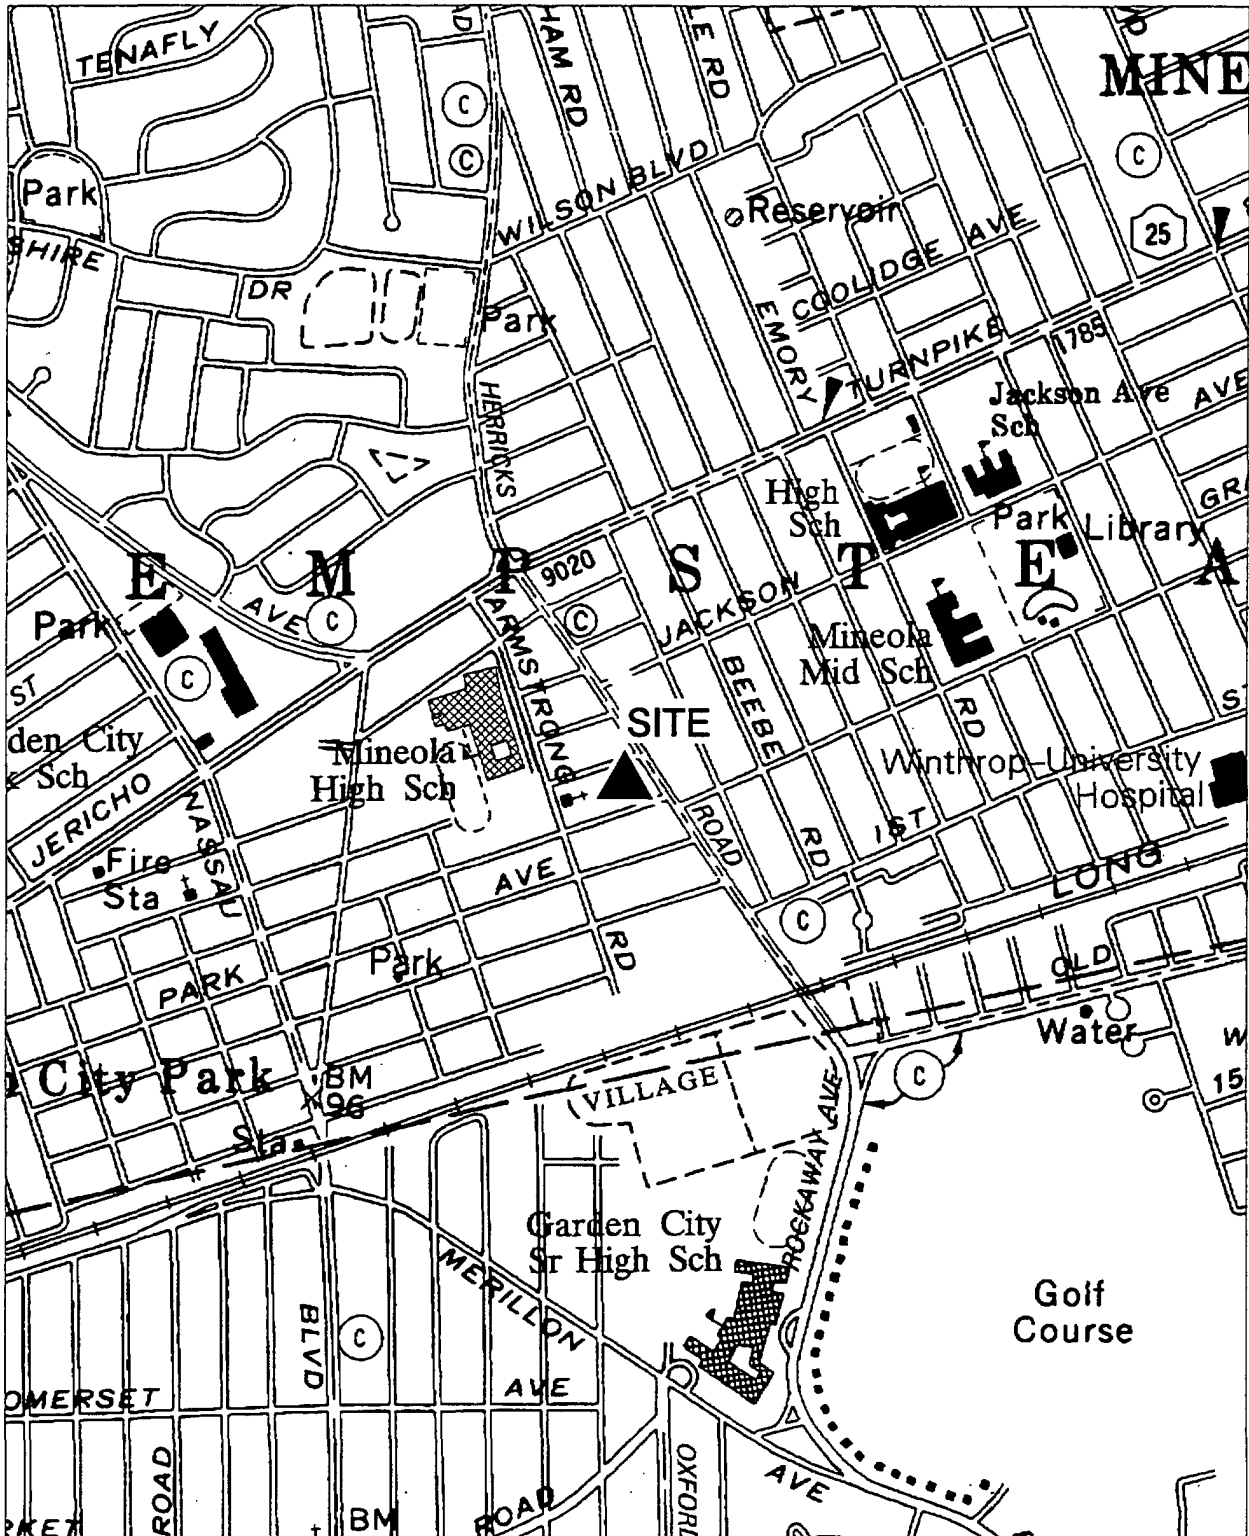 TENAFLY
HAM RD
LE RD
MINE
C
C
C
Park
WILSON BLVD
Reservoir
25
SHIRE
DR
COOLIDGE AVE
Park
EMORY
TURNPIKE
1785
Jackson Ave
Sch
AVE
HERRICKS
High
Sch
Park
Library
GRA
E M P S T E A
9020
AVE
C
C
ARMSTRONG
JACKSON
Park
C
Mineola
Mid Sch
BEEBE
RD
ST
ST
SITE
den City
Sch
Mineola
High Sch
Winthrop-University
Hospital
JERICHO
NASSAU
ROAD
RD
1ST
Fire
Sta
AVE
LONG
C
RD
Park
PARK
OLD
Water
City Park
BM
96
VILLAGE
C
W
15
AVE
Sta
ROCKAWAY
Garden City
Sr High Sch
MERILLON
BLVD
C
Golf
Course
OMERSET
AVE
ROAD
OXFORD
AVE
RKET
BM
ROAD